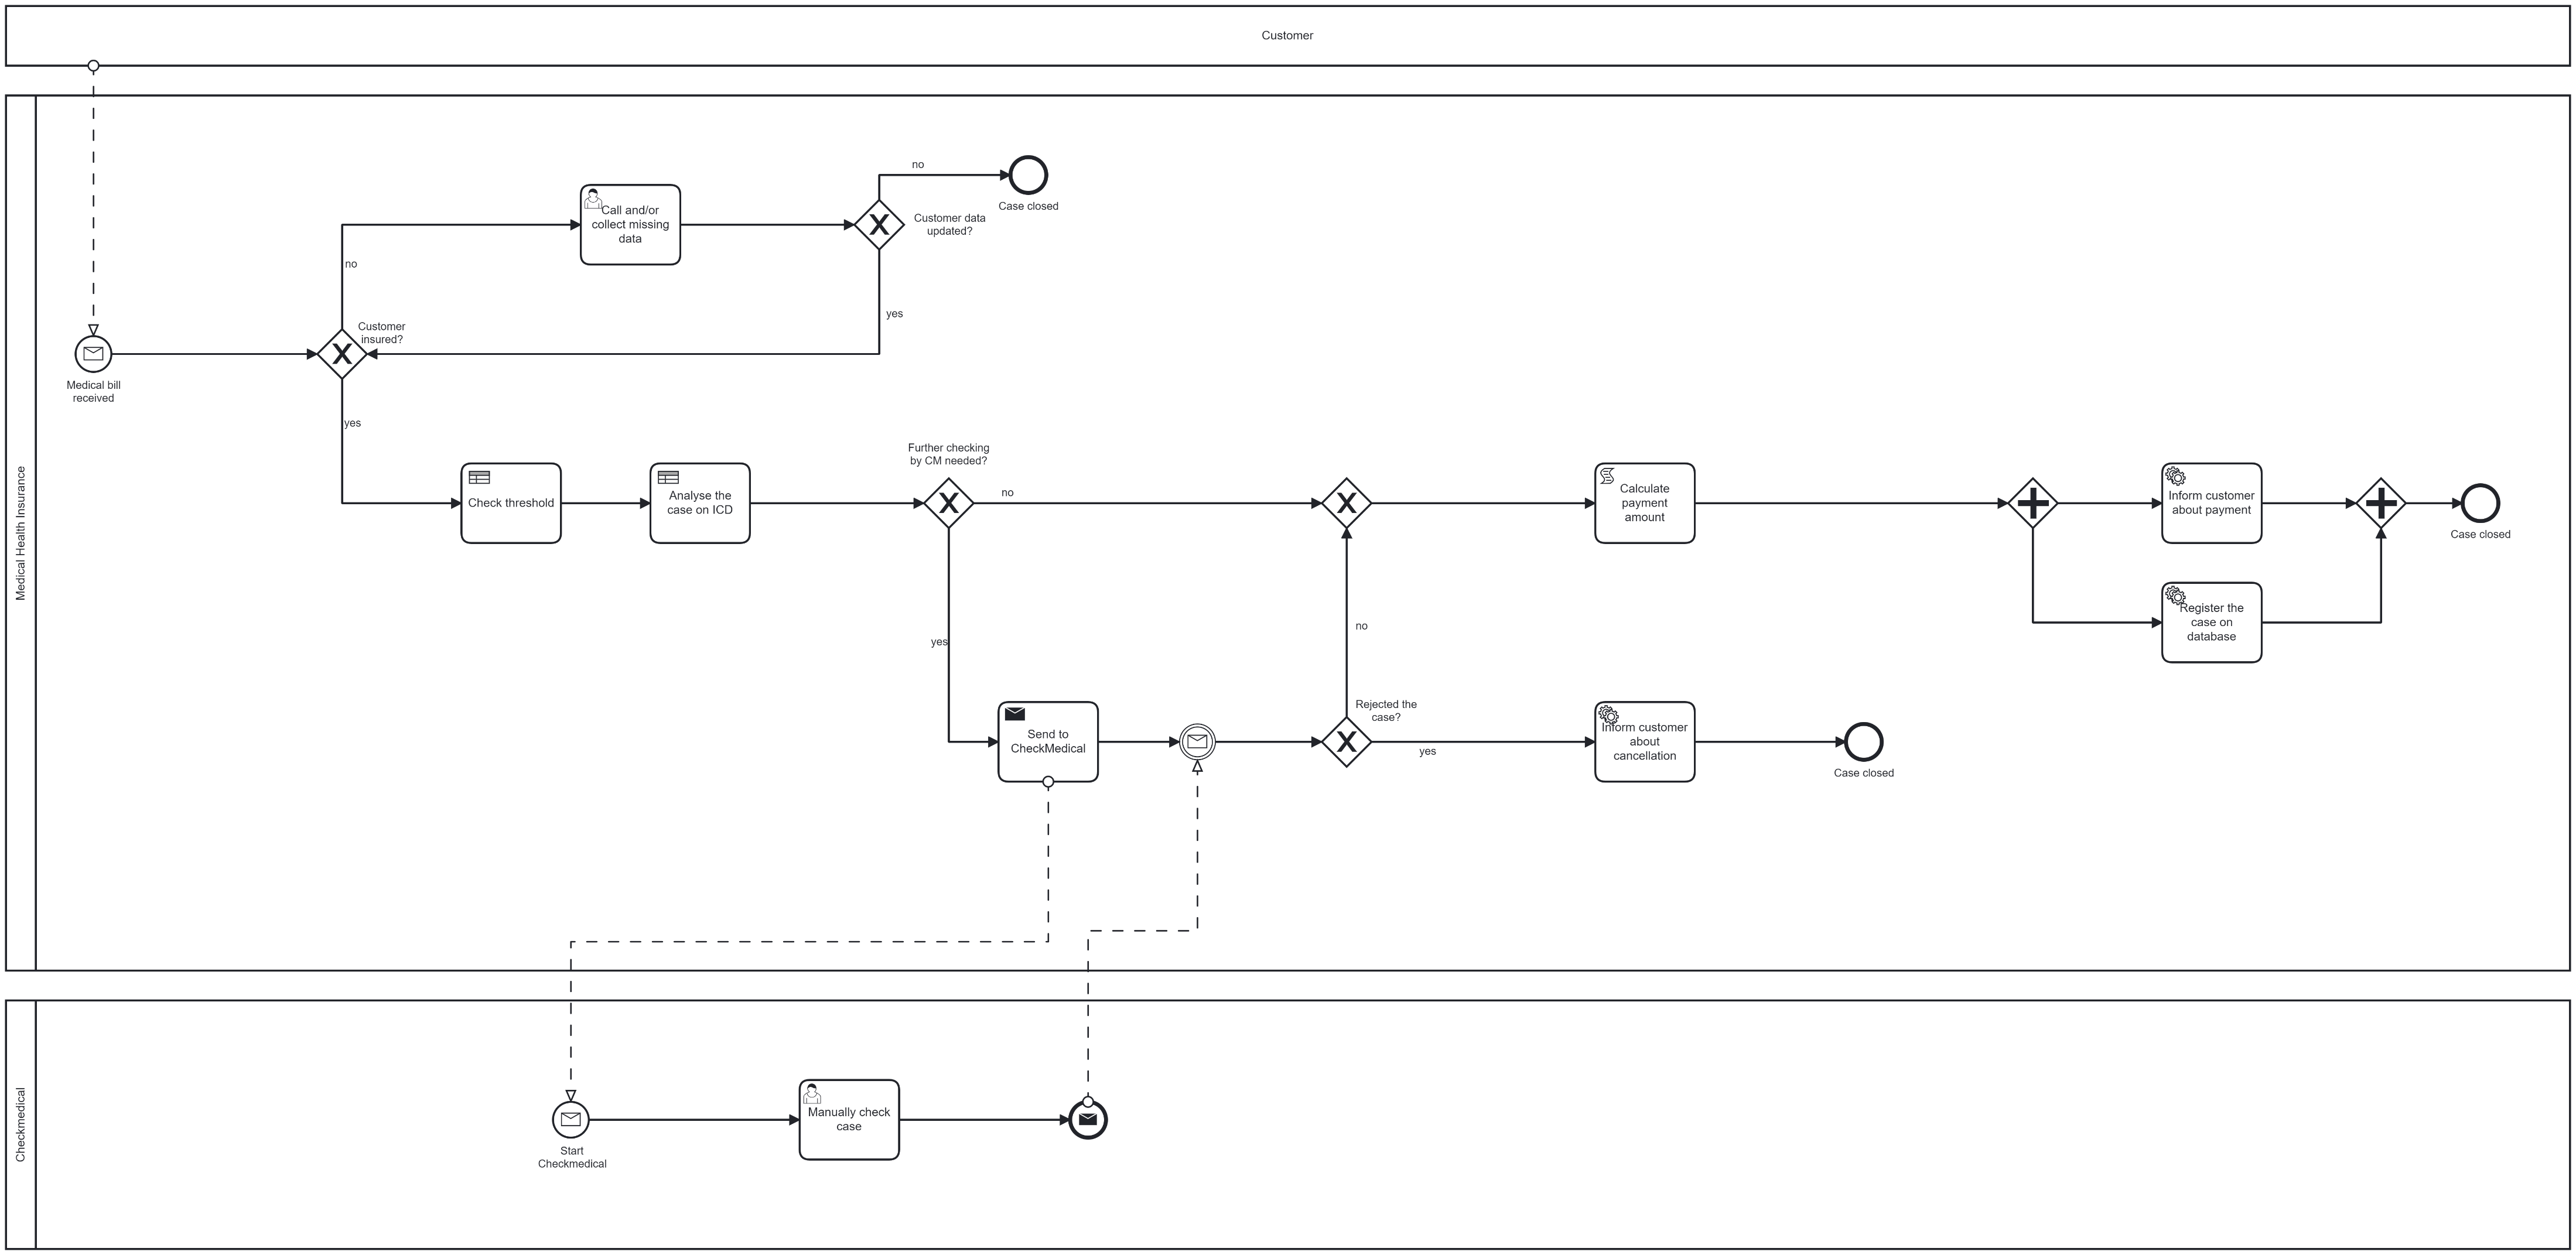 Customer
Medical Health Insurance
no
Case closed
Call and/or
collect missing
data
Customer data
updated?
no
yes
Customer
insured?
Medical bill
received
yes
Further checking
by CM needed?
Check threshold
Analyse the
case on ICD
no
Calculate
payment
amount
Inform customer
about payment
Case closed
Register the
case on
database
yes
no
Rejected the
case?
Send to
CheckMedical
yes
Inform customer
about
cancellation
Case closed
Checkmedical
Manually check
case
Start
Checkmedical